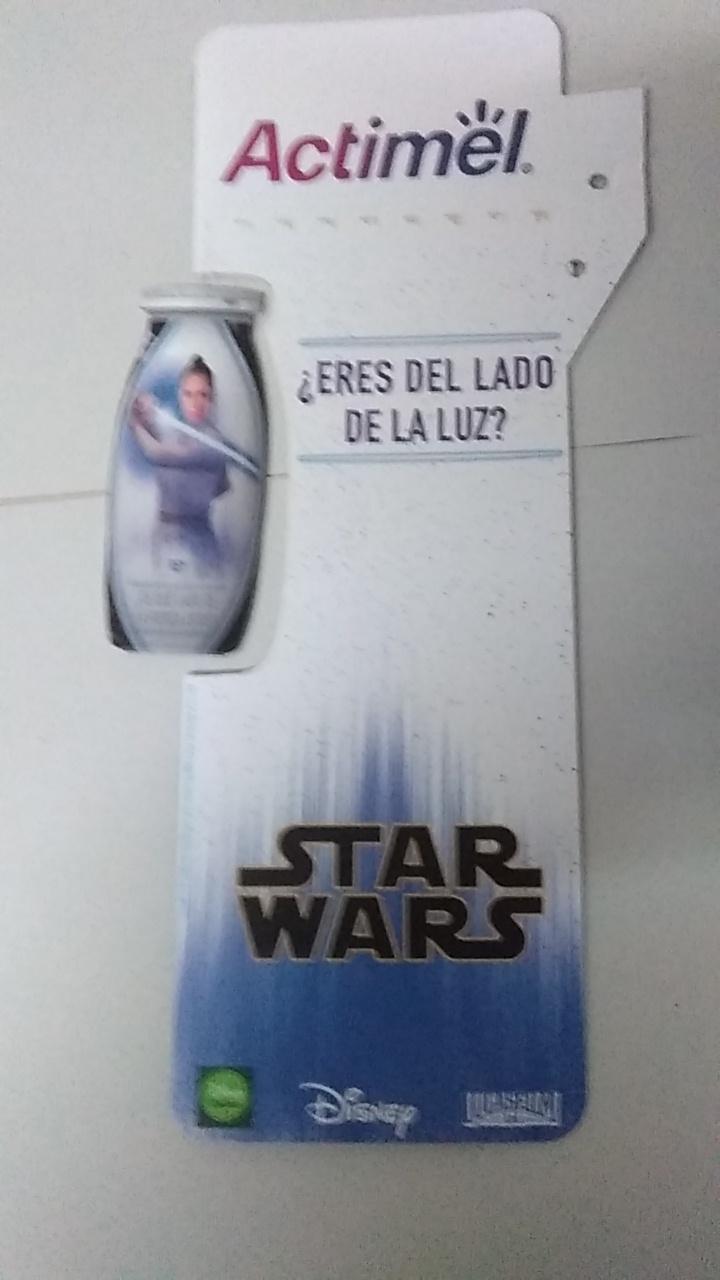 Actimel
¿ERES DEL LADO
DE LA LUZ?
STAR
WARS
Disney